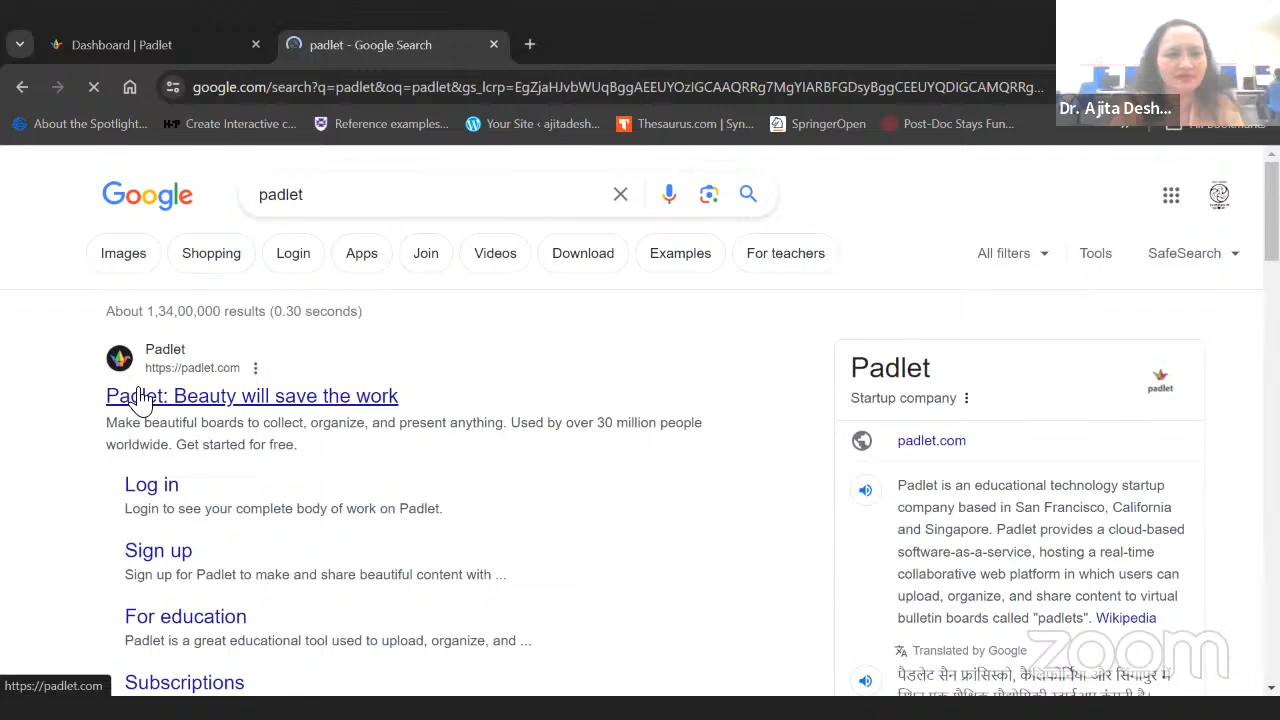 Dashboard | Padlet
padlet - Google Search
google.com/search?q=padlet&oq=padlet&gs_lcrp=EgZjaHJvbWUqBggAEEUYOzIGCAAQRRg7MgYIARBFGDsyBggCEEUYQDIGCAMQRRg...
Dr. Ajita Desh...
About the Spotlight...
H-P Create Interactive c...
Reference examples...
Your Site ‹ ajitadesh...
Thesaurus.com | Syn...
SpringerOpen
Post-Doc Stays Fun...
Google
padlet
Images
Shopping
Login
Apps
Join
Videos
Download
Examples
For teachers
All filters
Tools
SafeSearch
About 1,34,00,000 results (0.30 seconds)
Padlet
https://padlet.com
Padlet: Beauty will save the work
Make beautiful boards to collect, organize, and present anything. Used by over 30 million people
worldwide. Get started for free.
Log in
Login to see your complete body of work on Padlet.
Sign up
Sign up for Padlet to make and share beautiful content with ...
For education
Padlet is a great educational tool used to upload, organize, and ...
Subscriptions
Padlet
padlet
Startup company
padlet.com
Padlet is an educational technology startup
company based in San Francisco, California
and Singapore. Padlet provides a cloud-based
software-as-a-service, hosting a real-time
collaborative web platform in which users can
upload, organize, and share content to virtual
bulletin boards called "padlets". Wikipedia
Translated by Google
पैडलेट सैन फ्रांसिस्को, कैलिफोर्निया और सिंगापुर में
zoom
https://padlet.com